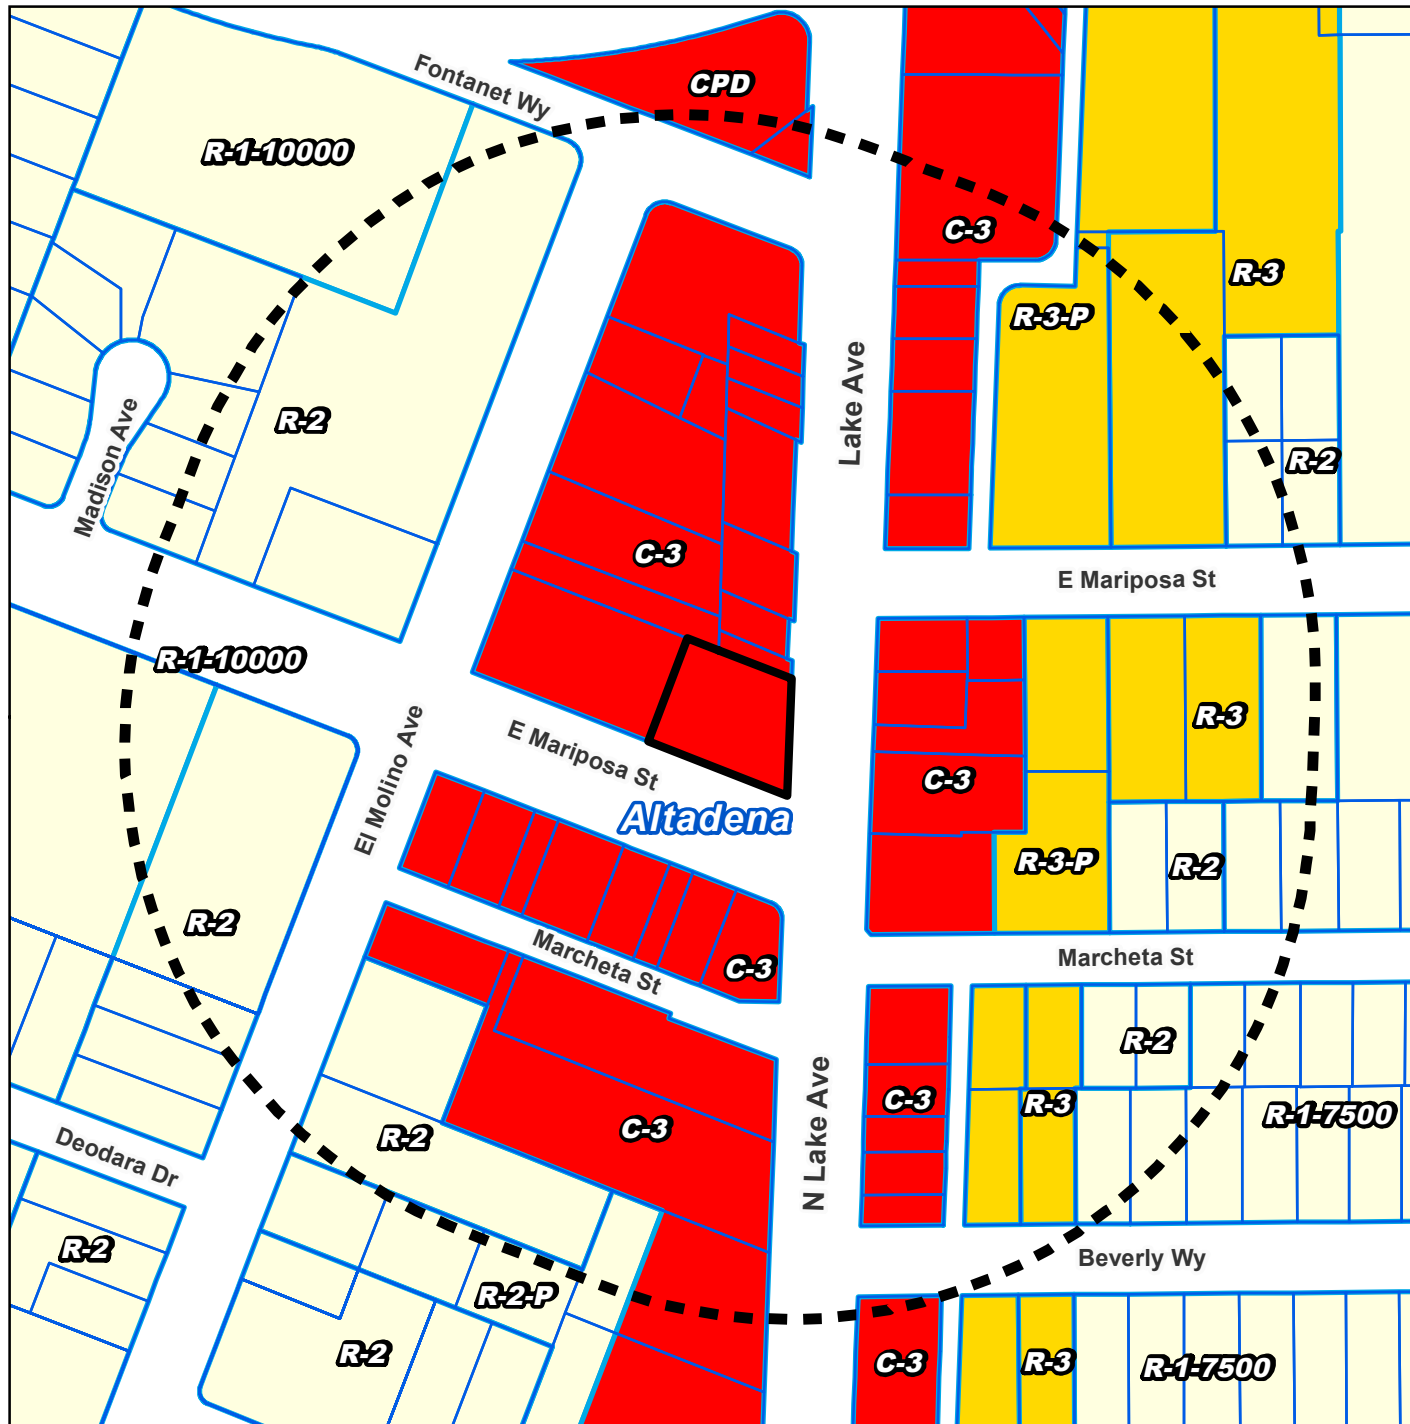 Fontanet Wy
CPD
R-1-10000
C-3
R-3
R-3-P
Lake Ave
Madison Ave
R-2
R-2
C-3
E Mariposa St
R-1-10000
R-3
El Molino Ave
E Mariposa St
C-3
Altadena
R-3-P
R-2
R-2
Marcheta St
C-3
Marcheta St
R-2
N Lake Ave
C-3
R-3
R-1-7500
C-3
R-2
Deodara Dr
R-2
Beverly Wy
R-2-P
R-2
C-3
R-3
R-1-7500